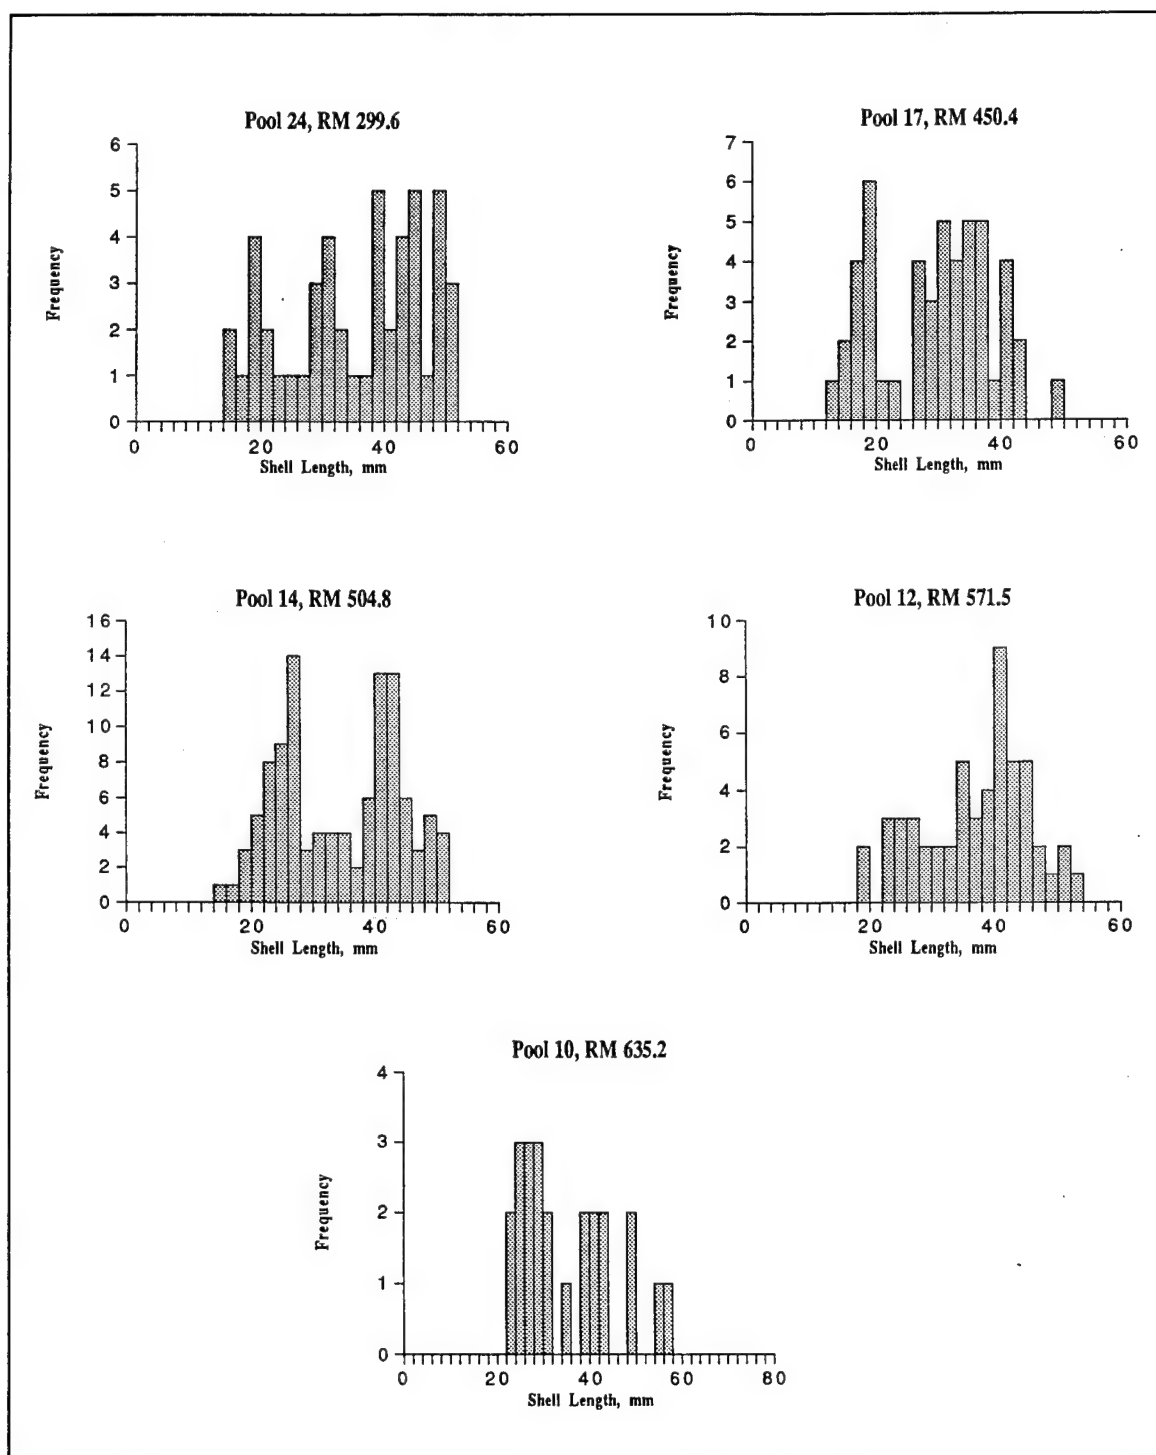 Pool 24, RM 299.6
6
5
4
3
2
1
0
Frequency
0 20 40 60
Shell Length, mm
Pool 17, RM 450.4
7
6
5
4
3
2
1
0
Frequency
0 20 40 60
Shell Length, mm
Pool 14, RM 504.8
16
14
12
10
8
6
4
2
0
Frequency
0 20 40 60
Shell Length, mm
Pool 12, RM 571.5
10
8
6
4
2
0
Frequency
0 20 40 60
Shell Length, mm
Pool 10, RM 635.2
4
3
2
1
0
Frequency
0 20 40 60 80
Shell Length, mm